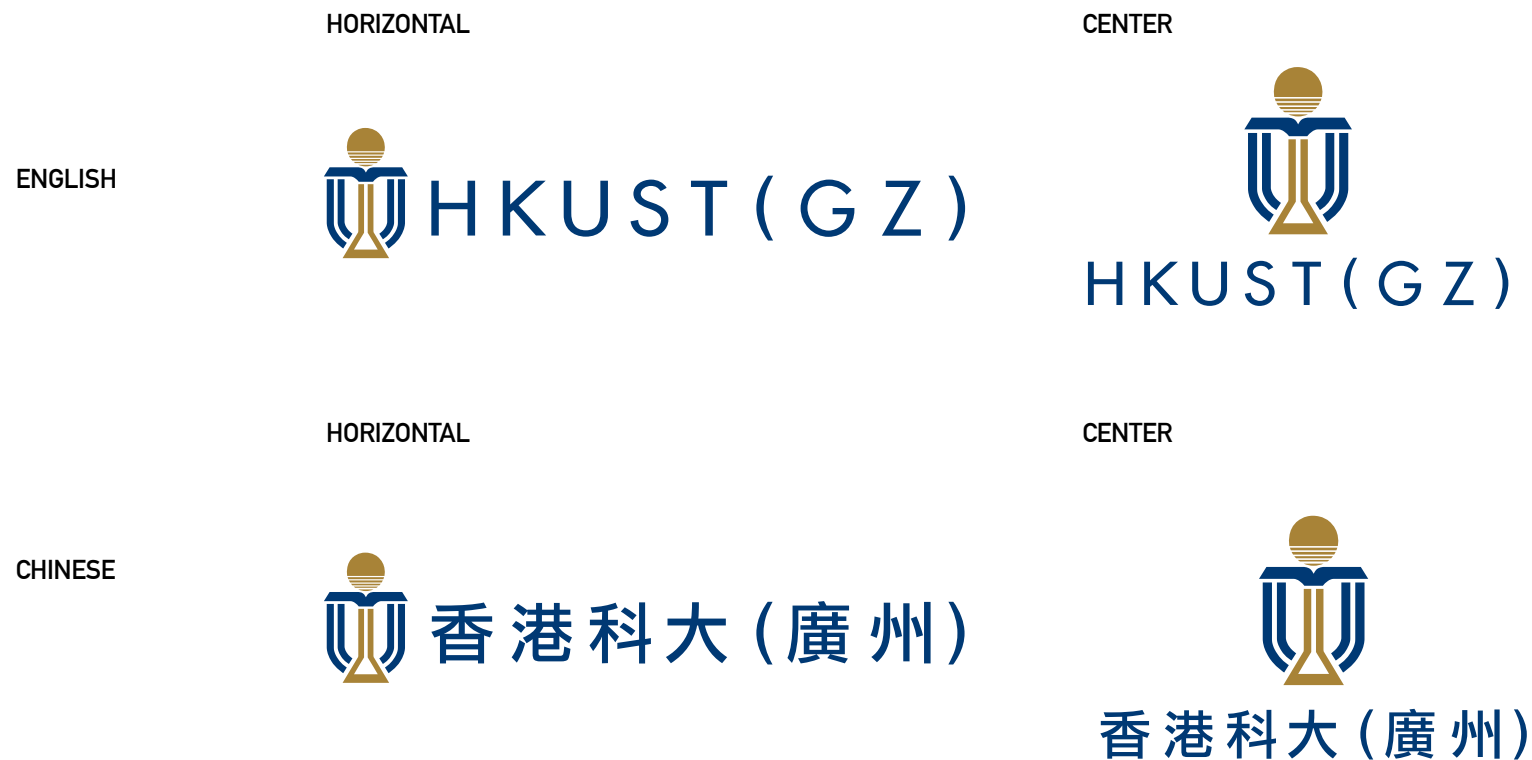 HORIZONTAL
CENTER
ENGLISH
HKUST(GZ)
HKUST(GZ)
HORIZONTAL
CENTER
CHINESE
香港科大(廣州)
香港科大(廣州)